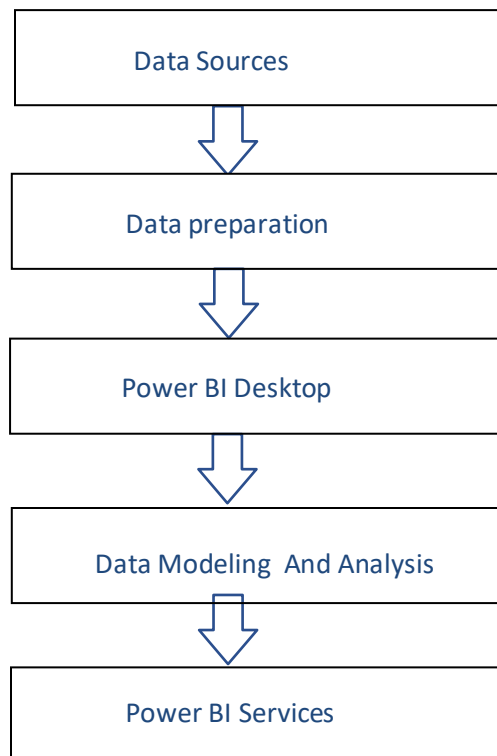 Data Sources
Data preparation
Power BI Desktop
Data Modeling  And Analysis
Power BI Services